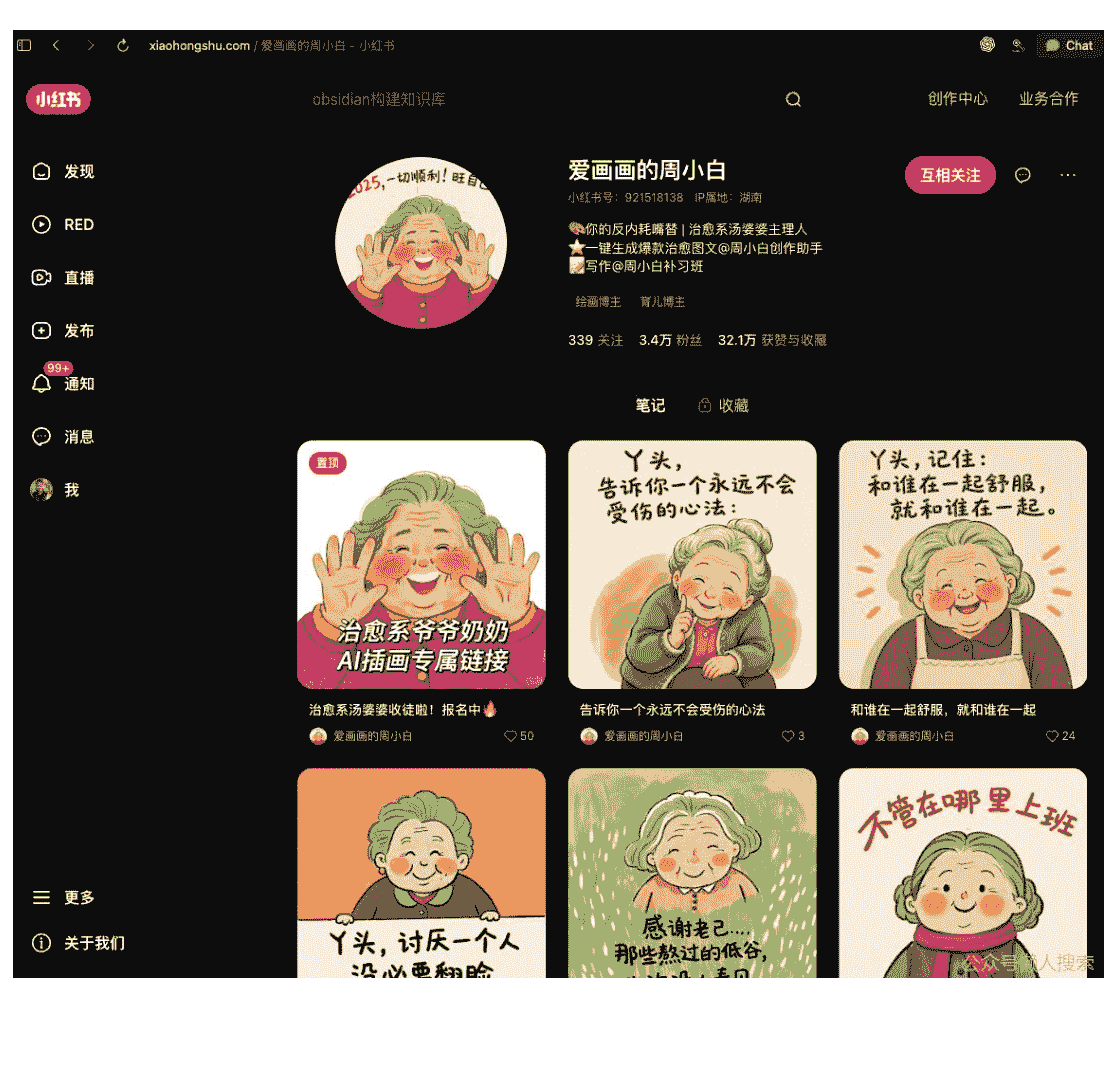 xiaohongshu.com / 爱画画的周小白 - 小红书
Chat
小红书
obsidian构建知识库
创作中心
业务合作
发现
RED
直播
发布
99+
通知
消息
我
更多
关于我们
2025,一切顺利!旺自己
爱画画的周小白
互相关注
小红书号：921518138 IP属地：湖南
你的反内耗嘴替 | 治愈系汤婆婆主理人
一键生成爆款治愈图文@周小白创作助手
写作@周小白补习班
绘画博主
育儿博主
339 关注 3.4万 粉丝 32.1万 获赞与收藏
笔记
收藏
置顶
治愈系爷爷奶奶
AI插画专属链接
治愈系汤婆婆收徒啦！报名中
爱画画的周小白
50
丫头,
告诉你一个永远不会
受伤的心法:
告诉你一个永远不会受伤的心法
爱画画的周小白
3
丫头,记住:
和谁在一起舒服,
就和谁在一起。
和谁在一起舒服，就和谁在一起
爱画画的周小白
24
丫头,讨厌一个人
没必要翻脸
感谢老己....
那些熬过的低谷,
不管在哪里上班